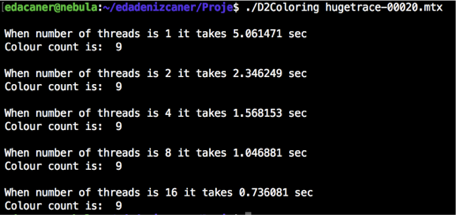 [edacaner@nebula:~/edadenizcaner/Proje$ ./D2Coloring hugetrace-00020.mtx
When number of threads is 1 it takes 5.061471 sec
Colour count is:  9
When number of threads is 2 it takes 2.346249 sec
Colour count is:  9
When number of threads is 4 it takes 1.568153 sec
Colour count is:  9
When number of threads is 8 it takes 1.046881 sec
Colour count is:  9
When number of threads is 16 it takes 0.736081 sec
Colour count is:  9